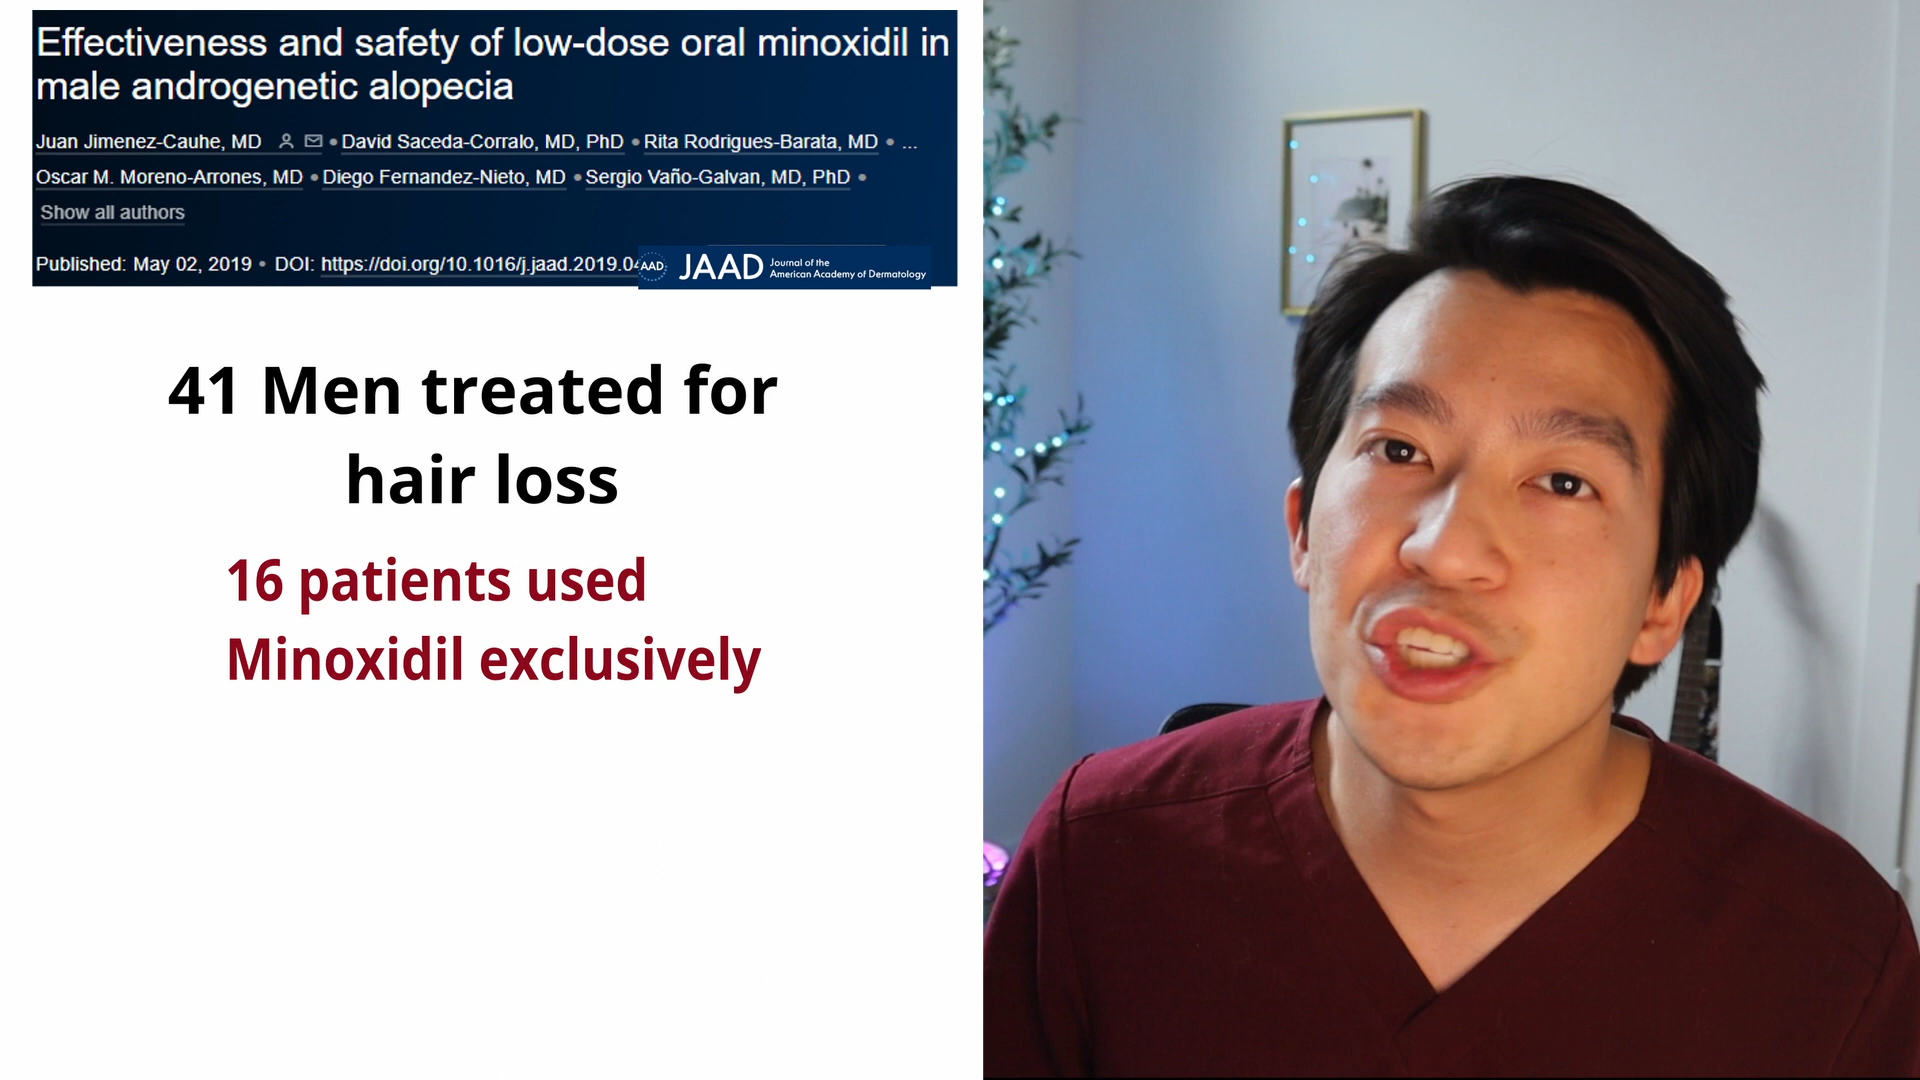 Effectiveness and safety of low-dose oral minoxidil in
male androgenetic alopecia
Juan Jimenez-Cauhe, MD • David Saceda-Corralo, MD, PhD • Rita Rodrigues-Barata, MD • ...
Oscar M. Moreno-Arrones, MD • Diego Fernandez-Nieto, MD • Sergio Vaño-Galvan, MD, PhD •
Show all authors
Published: May 02, 2019 • DOI: https://doi.org/10.1016/j.jaad.2019.04
AAD JAAD Journal of the
American Academy of Dermatology
41 Men treated for
hair loss
16 patients used
Minoxidil exclusively